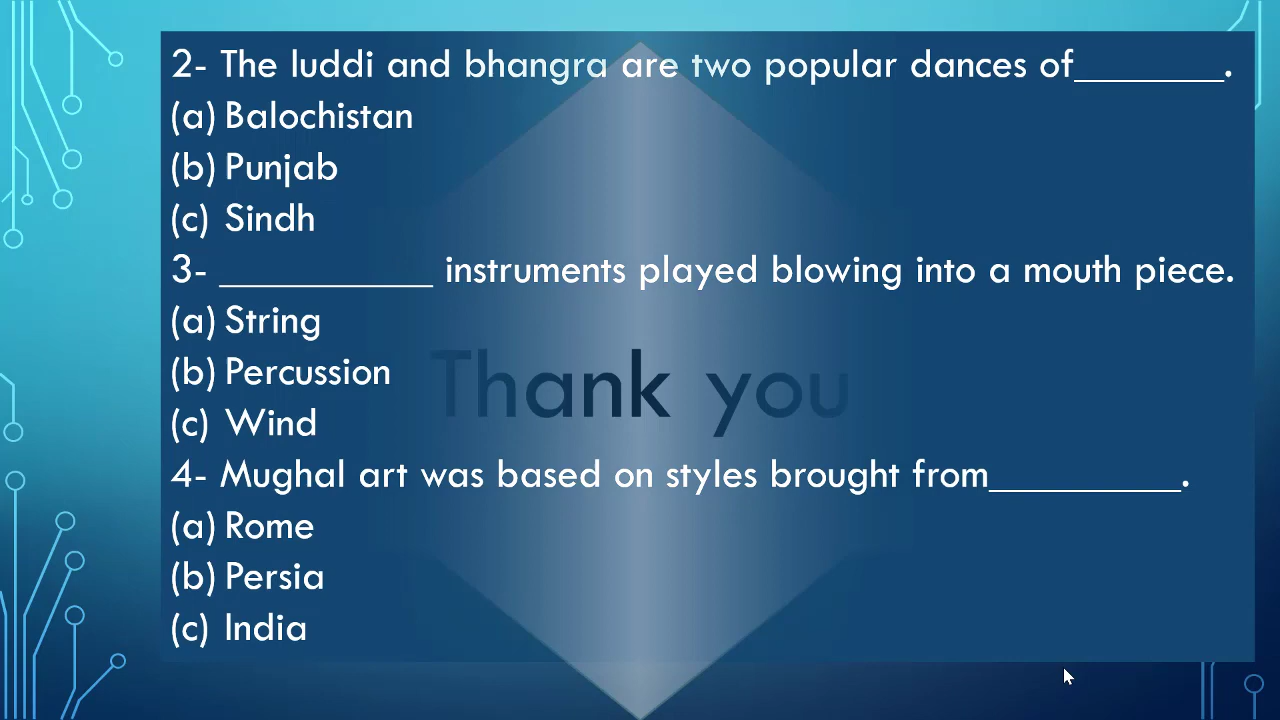 2- The luddi and bhangra are two popular dances of________.
(a) Balochistan
(b) Punjab
(c) Sindh
3- ___________ instruments played blowing into a mouth piece.
(a) String
(b) Percussion
(c) Wind
Thank you
4- Mughal art was based on styles brought from__________.
(a) Rome
(b) Persia
(c) India